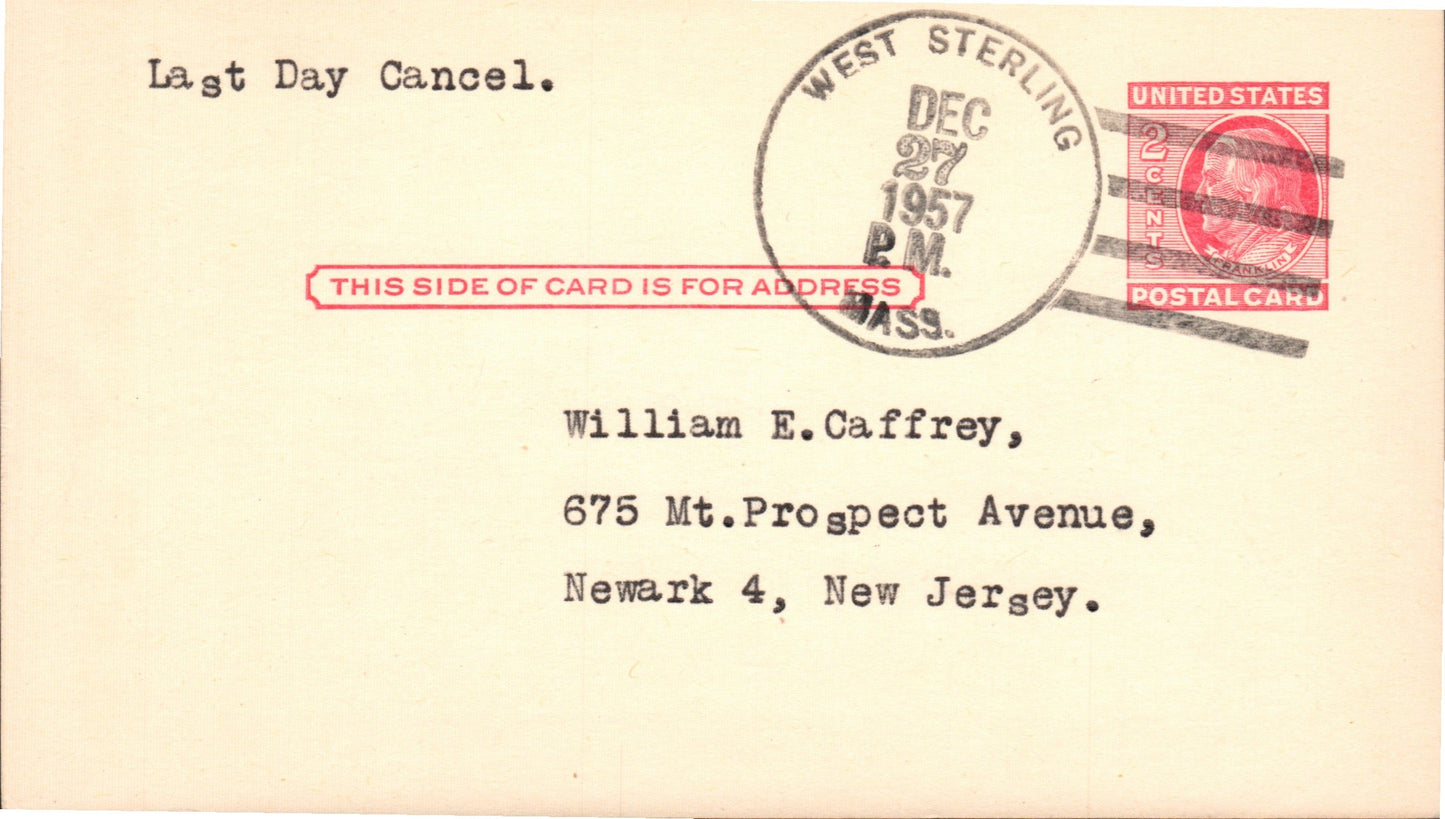 Last Day Cancel.
WEST STERLING
DEC
27
1957
P.M.
MASS.
UNITED STATES
2 CENTS
FRANKLIN
POSTAL CARD
THIS SIDE OF CARD IS FOR ADDRESS
William E.Caffrey,
675 Mt.Prospect Avenue,
Newark 4, New Jersey.